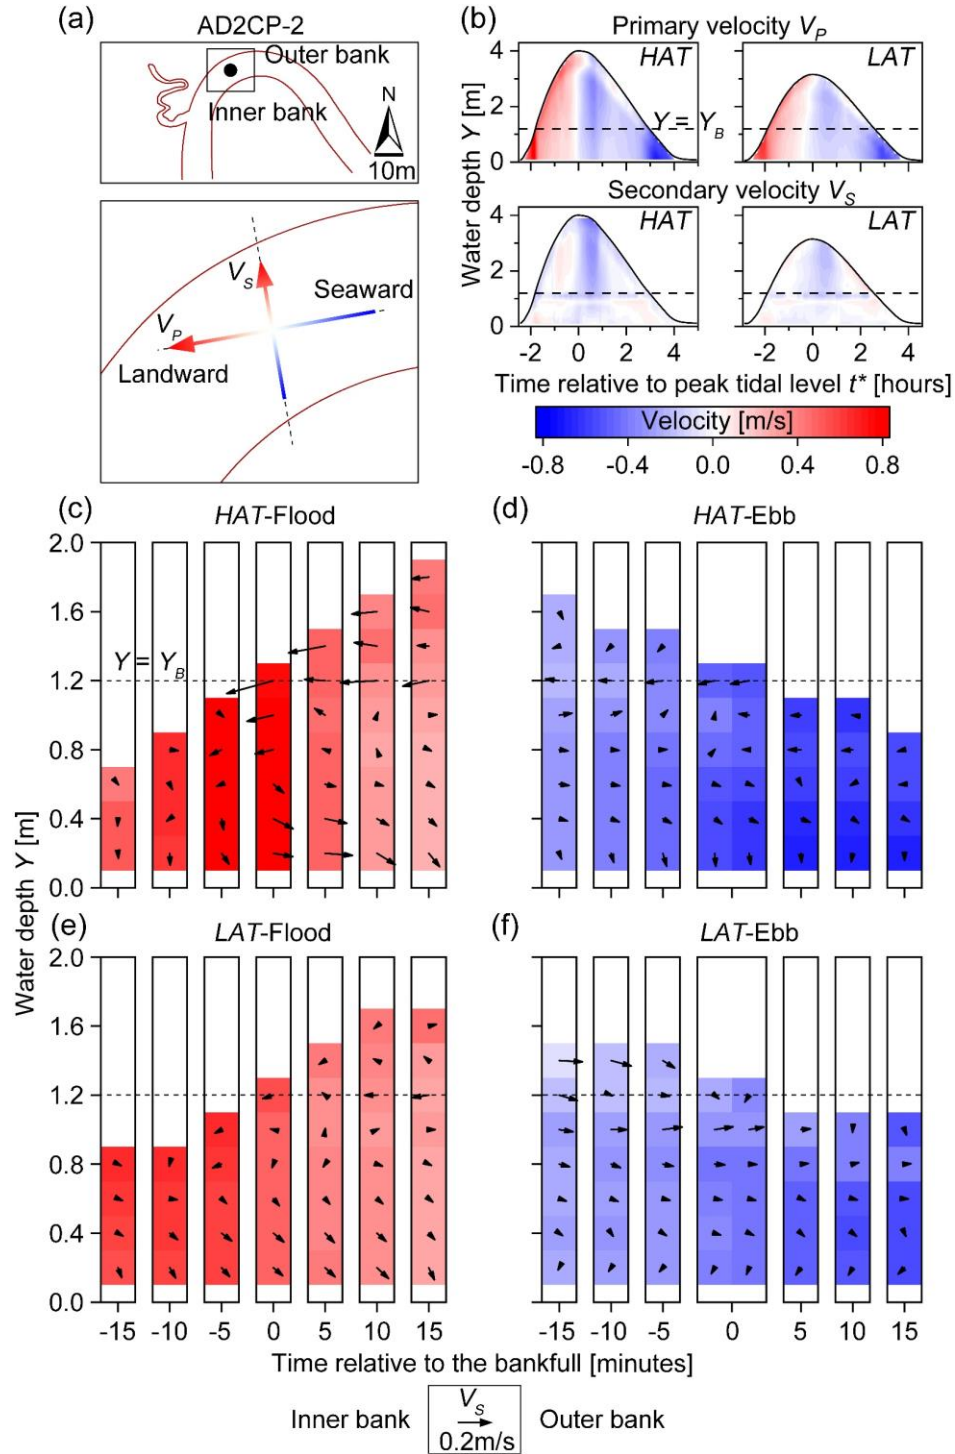 (a)
AD2CP-2
Outer bank
Inner bank
N
10m
V_S
Seaward
V_P
Landward
(b)
Primary velocity V_P
HAT
LAT
Y = Y_B
4
2
0
Water depth Y [m]
Secondary velocity V_S
HAT
LAT
4
2
0
-2 0 2 4
-2 0 2 4
Time relative to peak tidal level t* [hours]
Velocity [m/s]
-0.8 -0.4 0.0 0.4 0.8
(c)
HAT-Flood
2.0
1.6
Y = Y_B
1.2
0.8
0.4
0.0
(d)
HAT-Ebb
Water depth Y [m]
(e)
LAT-Flood
2.0
1.6
1.2
0.8
0.4
0.0
-15 -10 -5 0 5 10 15
(f)
LAT-Ebb
-15 -10 -5 0 5 10 15
Time relative to the bankfull [minutes]
Inner bank
V_S
0.2m/s
Outer bank